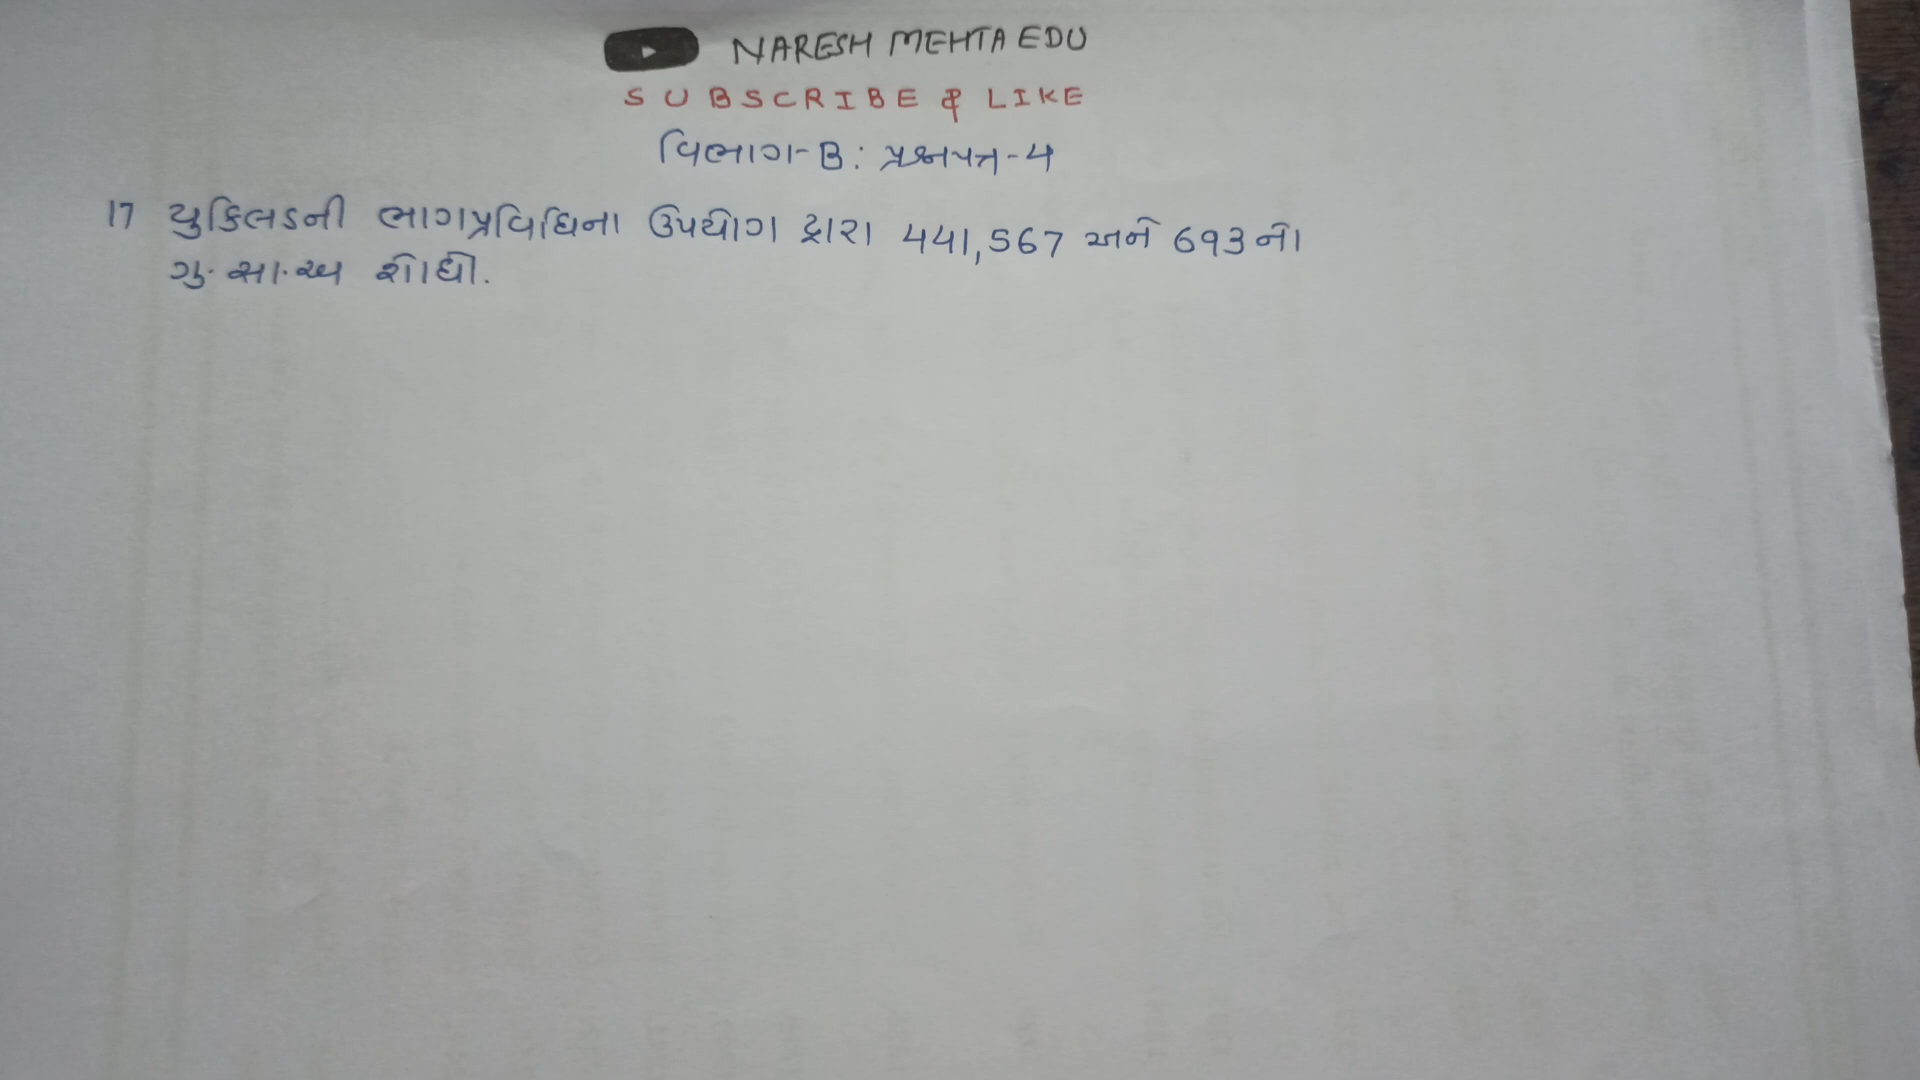 NARESH MEHTA EDU
SUBSCRIBE & LIKE
વિભાગ-B: પ્રશ્નપત્ર-4
17 યુક્લિડની ભાગપ્રવિધિના ઉપયોગ દ્વારા 441,567 અને 693નો
ગુ.સા.અ શોધો.